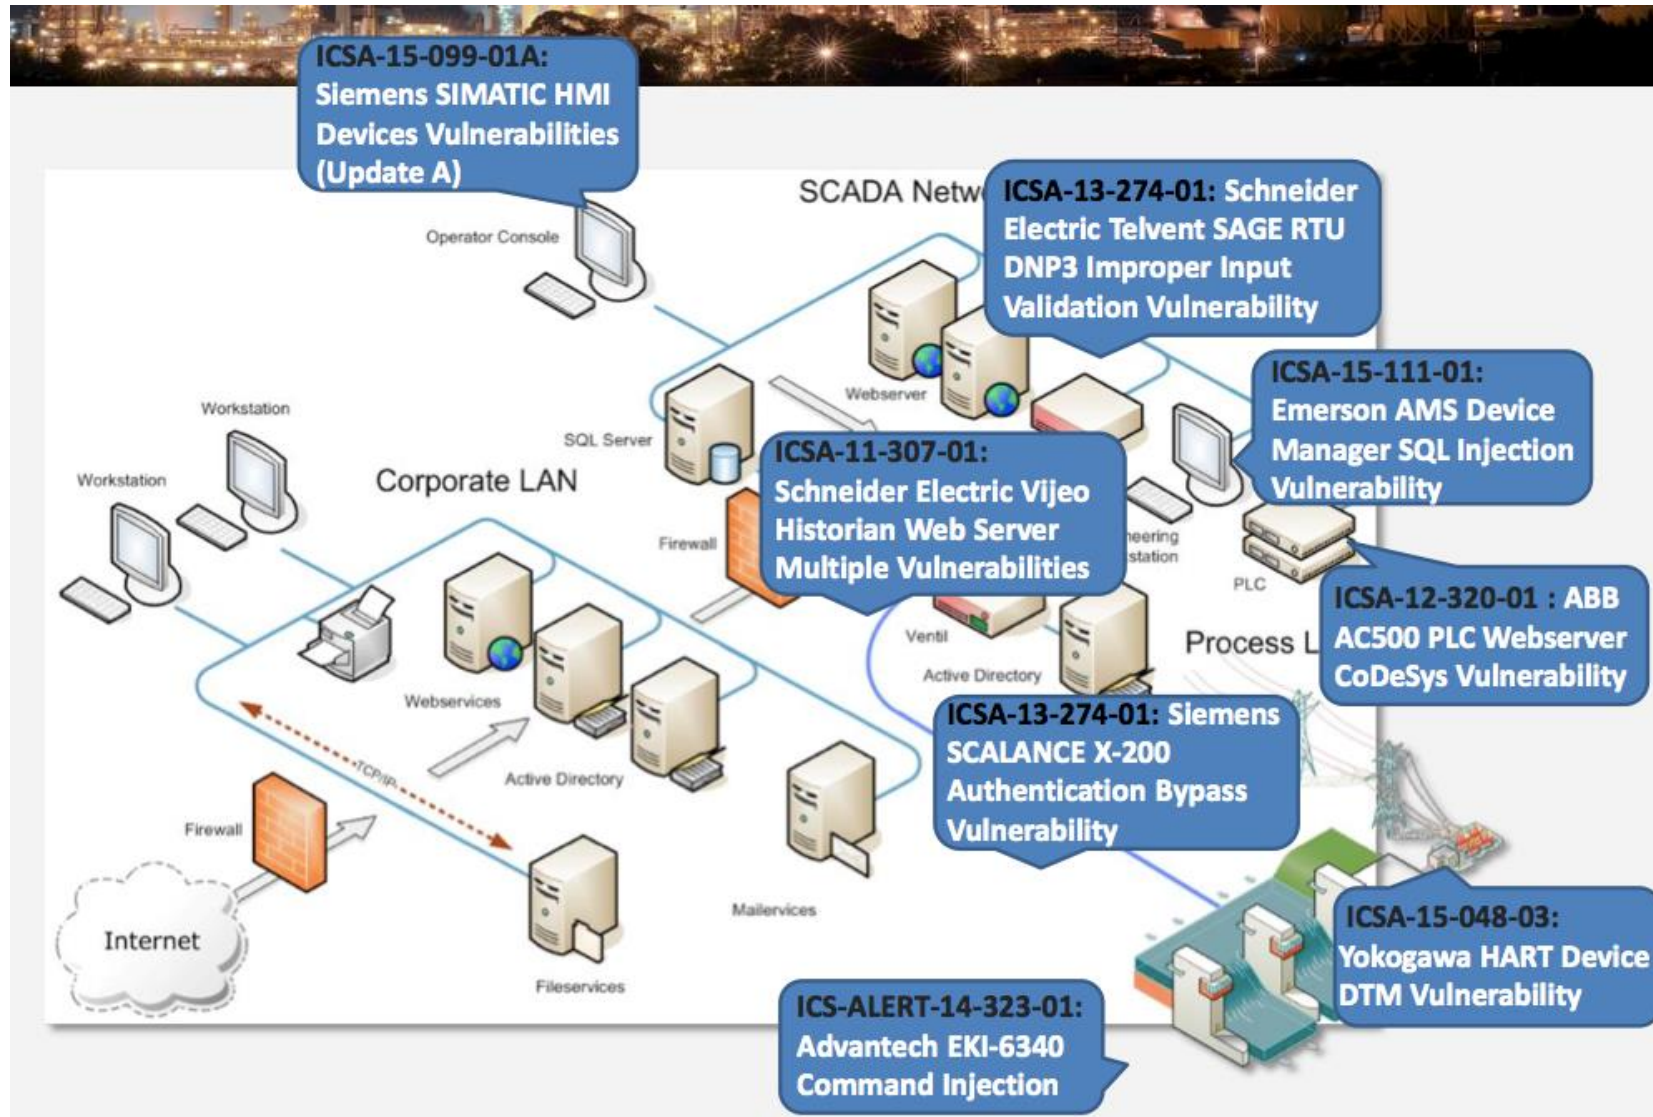 ICSA-15-099-01A:
Siemens SIMATIC HMI
Devices Vulnerabilities
(Update A)
SCADA
ICSA-13-274-01: Schneider
Electric Telvent SAGE RTU
DNP3 Improper Input
Validation Vulnerability
Operator Console
ICSA-15-111-01:
Emerson AMS Device
Manager SQL Injection
Vulnerability
Webserver
Workstation
SQL Server
Workstation
Corporate LAN
ICSA-11-307-01:
Schneider Electric Vijeo
Historian Web Server
Multiple Vulnerabilities
Firewall
PLC
ICSA-12-320-01 : ABB
AC500 PLC Webserver
CoDeSys Vulnerability
Ventil
Process
Active Directory
Webservices
ICSA-13-274-01: Siemens
SCALANCE X-200
Authentication Bypass
Vulnerability
TCP/IP
Active Directory
Firewall
Mailervices
Internet
Fileservices
ICSA-15-048-03:
Yokogawa HART Device
DTM Vulnerability
ICS-ALERT-14-323-01:
Advantech EKI-6340
Command Injection